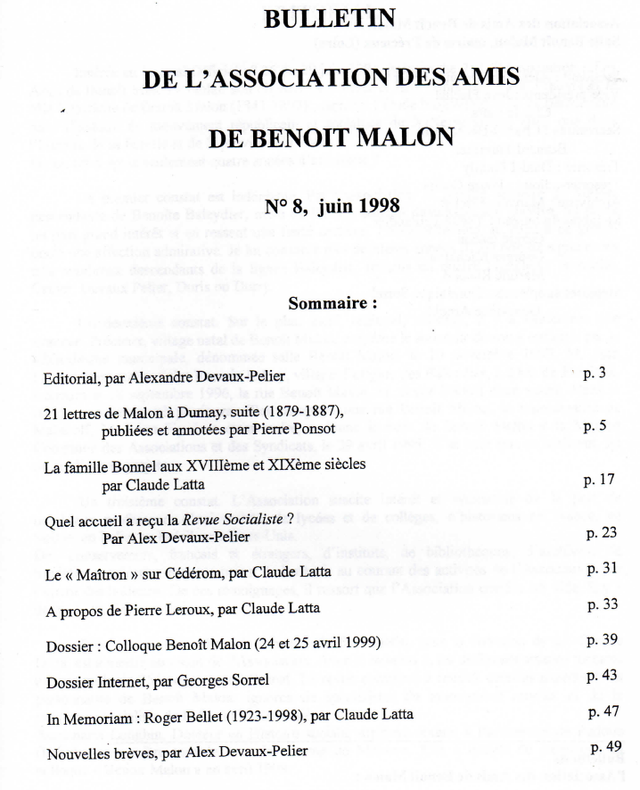 BULLETIN
DE L'ASSOCIATION DES AMIS
DE BENOIT MALON
N° 8, juin 1998
Sommaire :
Editorial, par Alexandre Devaux-Pelier p. 3
21 lettres de Malon à Dumay, suite (1879-1887),
publiées et annotées par Pierre Ponsot p. 5
La famille Bonnel aux XVIIIème et XIXème siècles
par Claude Latta p. 17
Quel accueil a reçu la Revue Socialiste ?
Par Alex Devaux-Pelier p. 23
Le « Maîtron » sur Cédérom, par Claude Latta p. 31
A propos de Pierre Leroux, par Claude Latta p. 33
Dossier : Colloque Benoît Malon (24 et 25 avril 1999) p. 39
Dossier Internet, par Georges Sorrel p. 43
In Memoriam : Roger Bellet (1923-1998), par Claude Latta p. 47
Nouvelles brèves, par Alex Devaux-Pelier p. 49